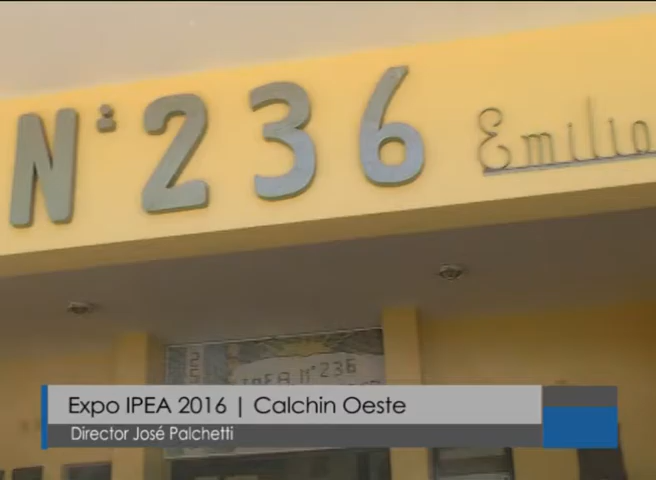 N° 236 Emilio
IPEA N° 236
Expo IPEA 2016 | Calchin Oeste
Director José Palchetti